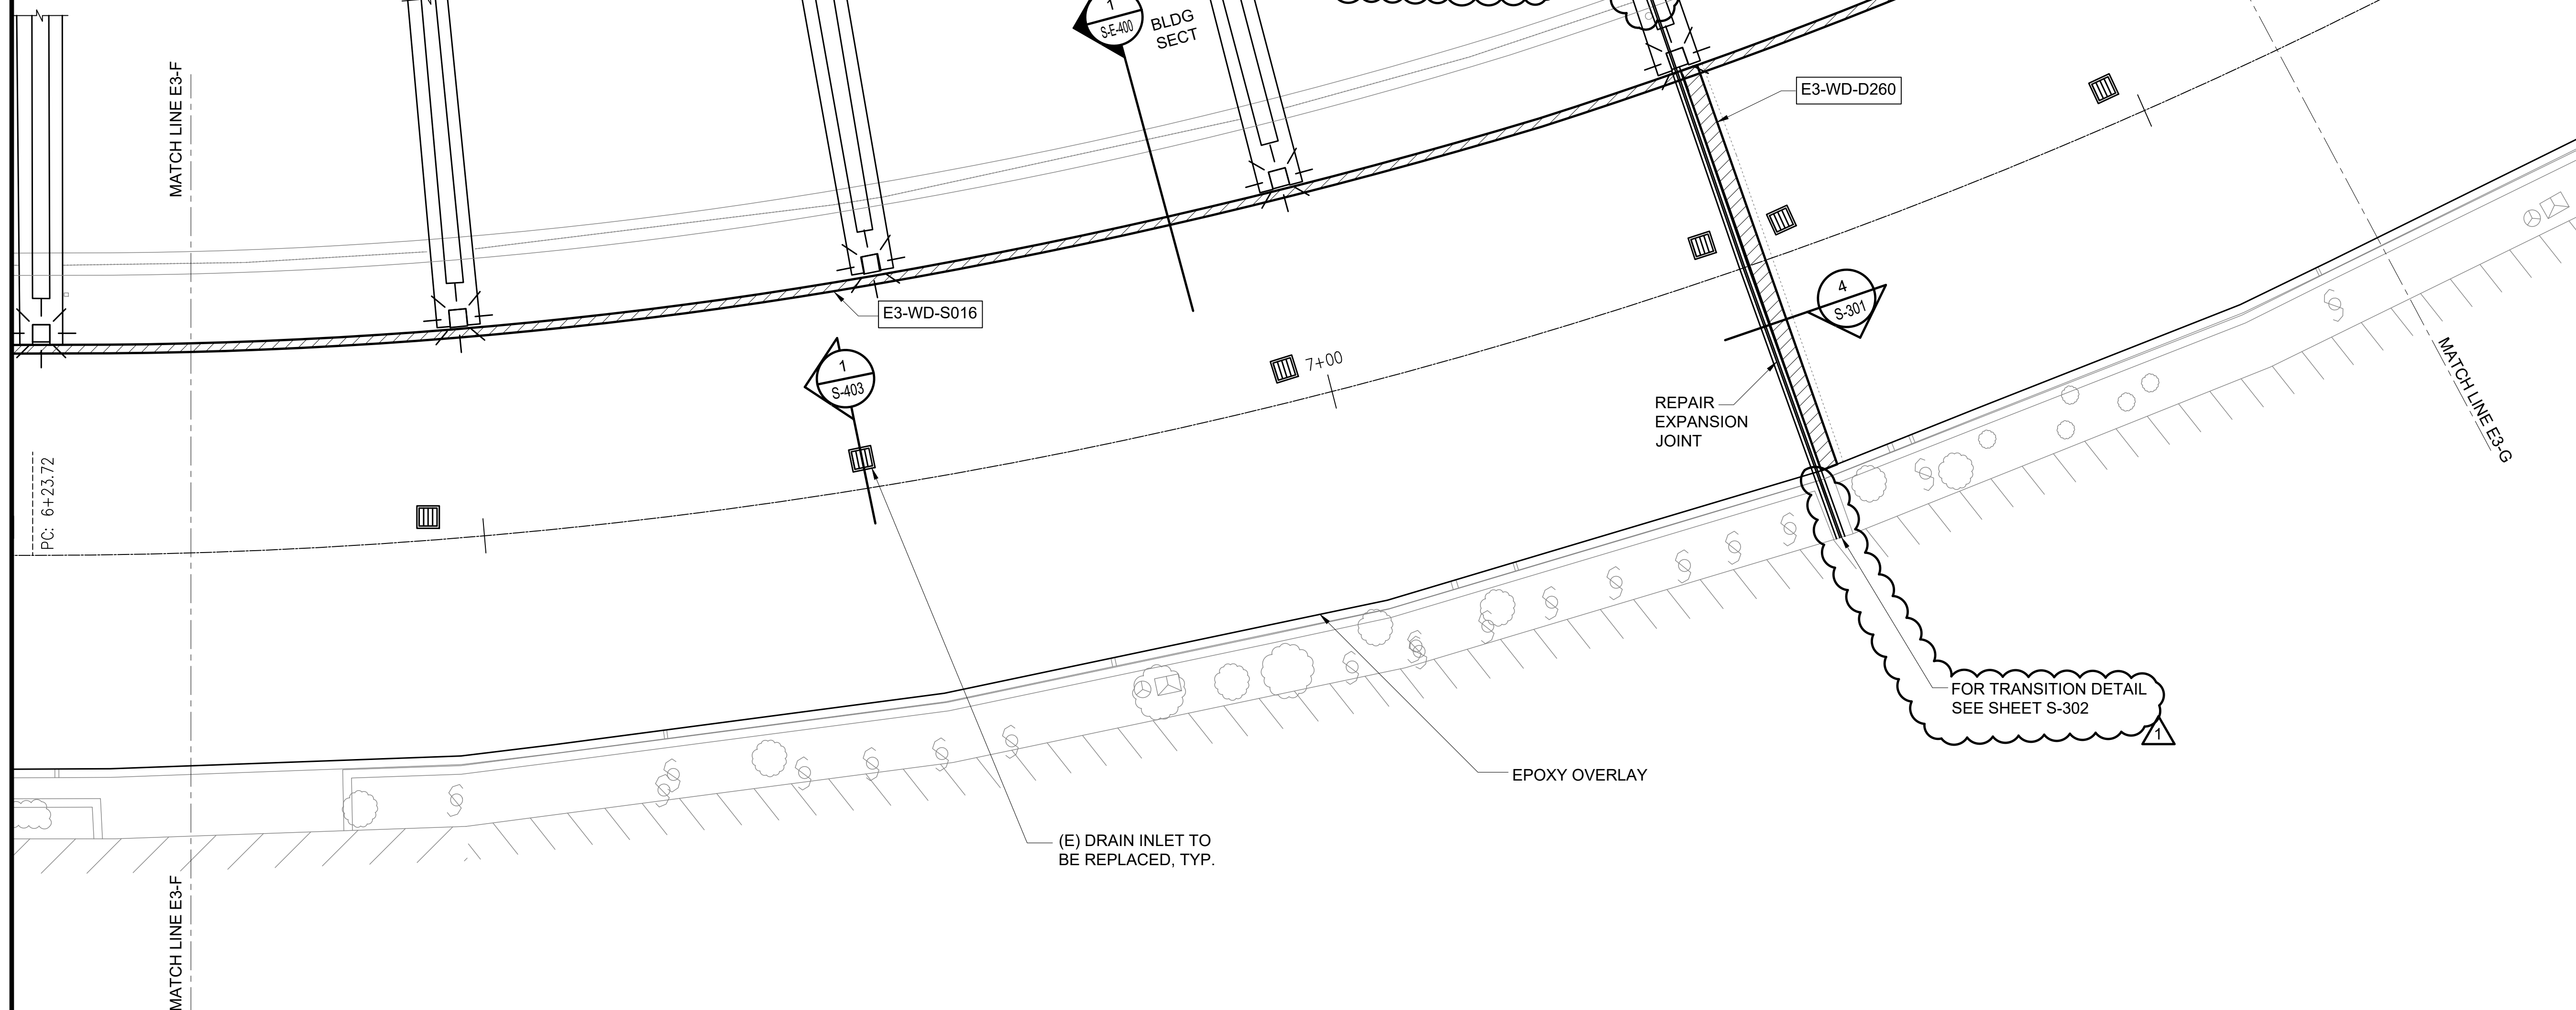 MATCH LINE E3-F
1
S-E-400
BLDG
SECT
E3-WD-D260
E3-WD-S016
4
S-301
1
S-403
7+00
REPAIR
EXPANSION
JOINT
MATCH LINE E3-G
PC: 6+23.72
FOR TRANSITION DETAIL
SEE SHEET S-302
1
EPOXY OVERLAY
(E) DRAIN INLET TO
BE REPLACED, TYP.
MATCH LINE E3-F